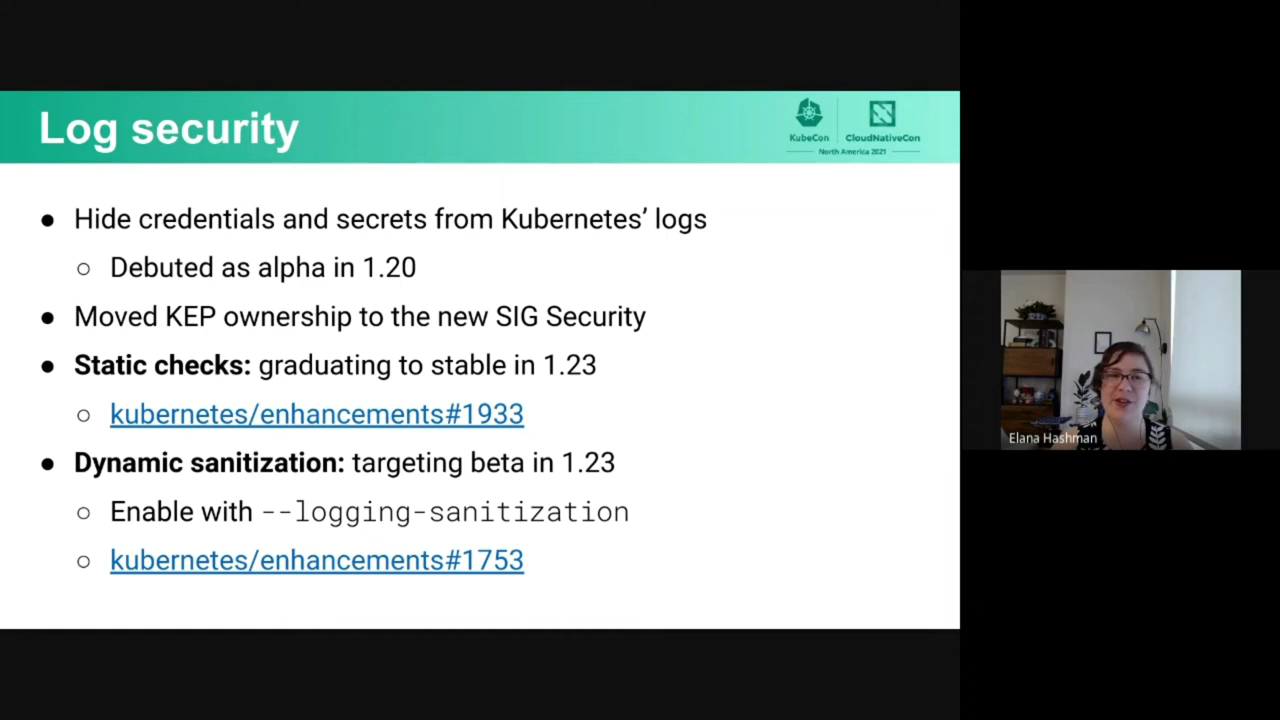 Log security
KubeCon
CloudNativeCon
North America 2021
● Hide credentials and secrets from Kubernetes’ logs
○ Debuted as alpha in 1.20
● Moved KEP ownership to the new SIG Security
● Static checks: graduating to stable in 1.23
○ kubernetes/enhancements#1933
● Dynamic sanitization: targeting beta in 1.23
○ Enable with --logging-sanitization
○ kubernetes/enhancements#1753
Elana Hashman